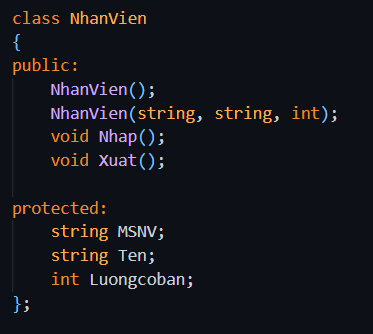 class NhanVien
{
public:
    NhanVien();
    NhanVien(string, string, int);
    void Nhap();
    void Xuat();

protected:
    string MSNV;
    string Ten;
    int Luongcoban;
};